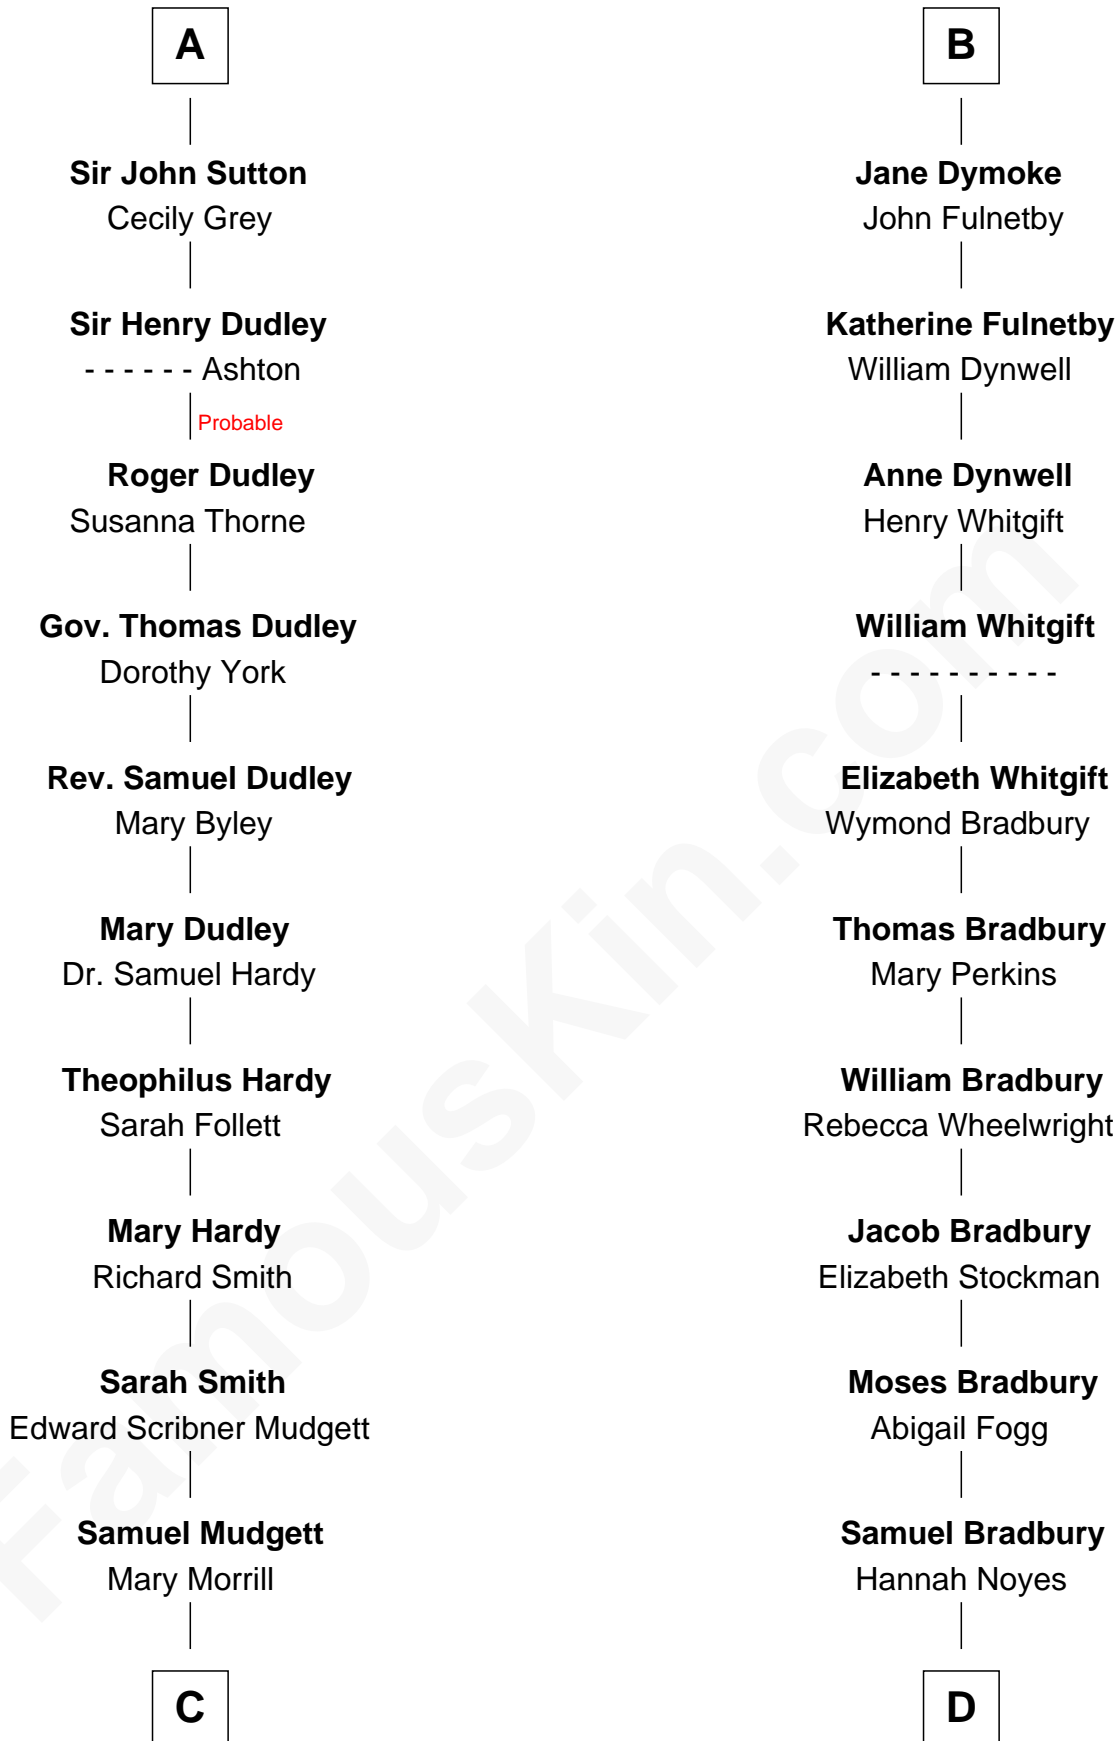 A
Sir John Sutton
Cecily Grey
Sir Henry Dudley
- - - - - - Ashton
Probable
Roger Dudley
Susanna Thorne
Gov. Thomas Dudley
Dorothy York
Rev. Samuel Dudley
Mary Byley
Mary Dudley
Dr. Samuel Hardy
Theophilus Hardy
Sarah Follett
Mary Hardy
Richard Smith
Sarah Smith
Edward Scribner Mudgett
Samuel Mudgett
Mary Morrill
C
B
Jane Dymoke
John Fulnetby
Katherine Fulnetby
William Dynwell
Anne Dynwell
Henry Whitgift
William Whitgift
- - - - - - - - - -
Elizabeth Whitgift
Wymond Bradbury
Thomas Bradbury
Mary Perkins
William Bradbury
Rebecca Wheelwright
Jacob Bradbury
Elizabeth Stockman
Moses Bradbury
Abigail Fogg
Samuel Bradbury
Hannah Noyes
D
FamousKin.com